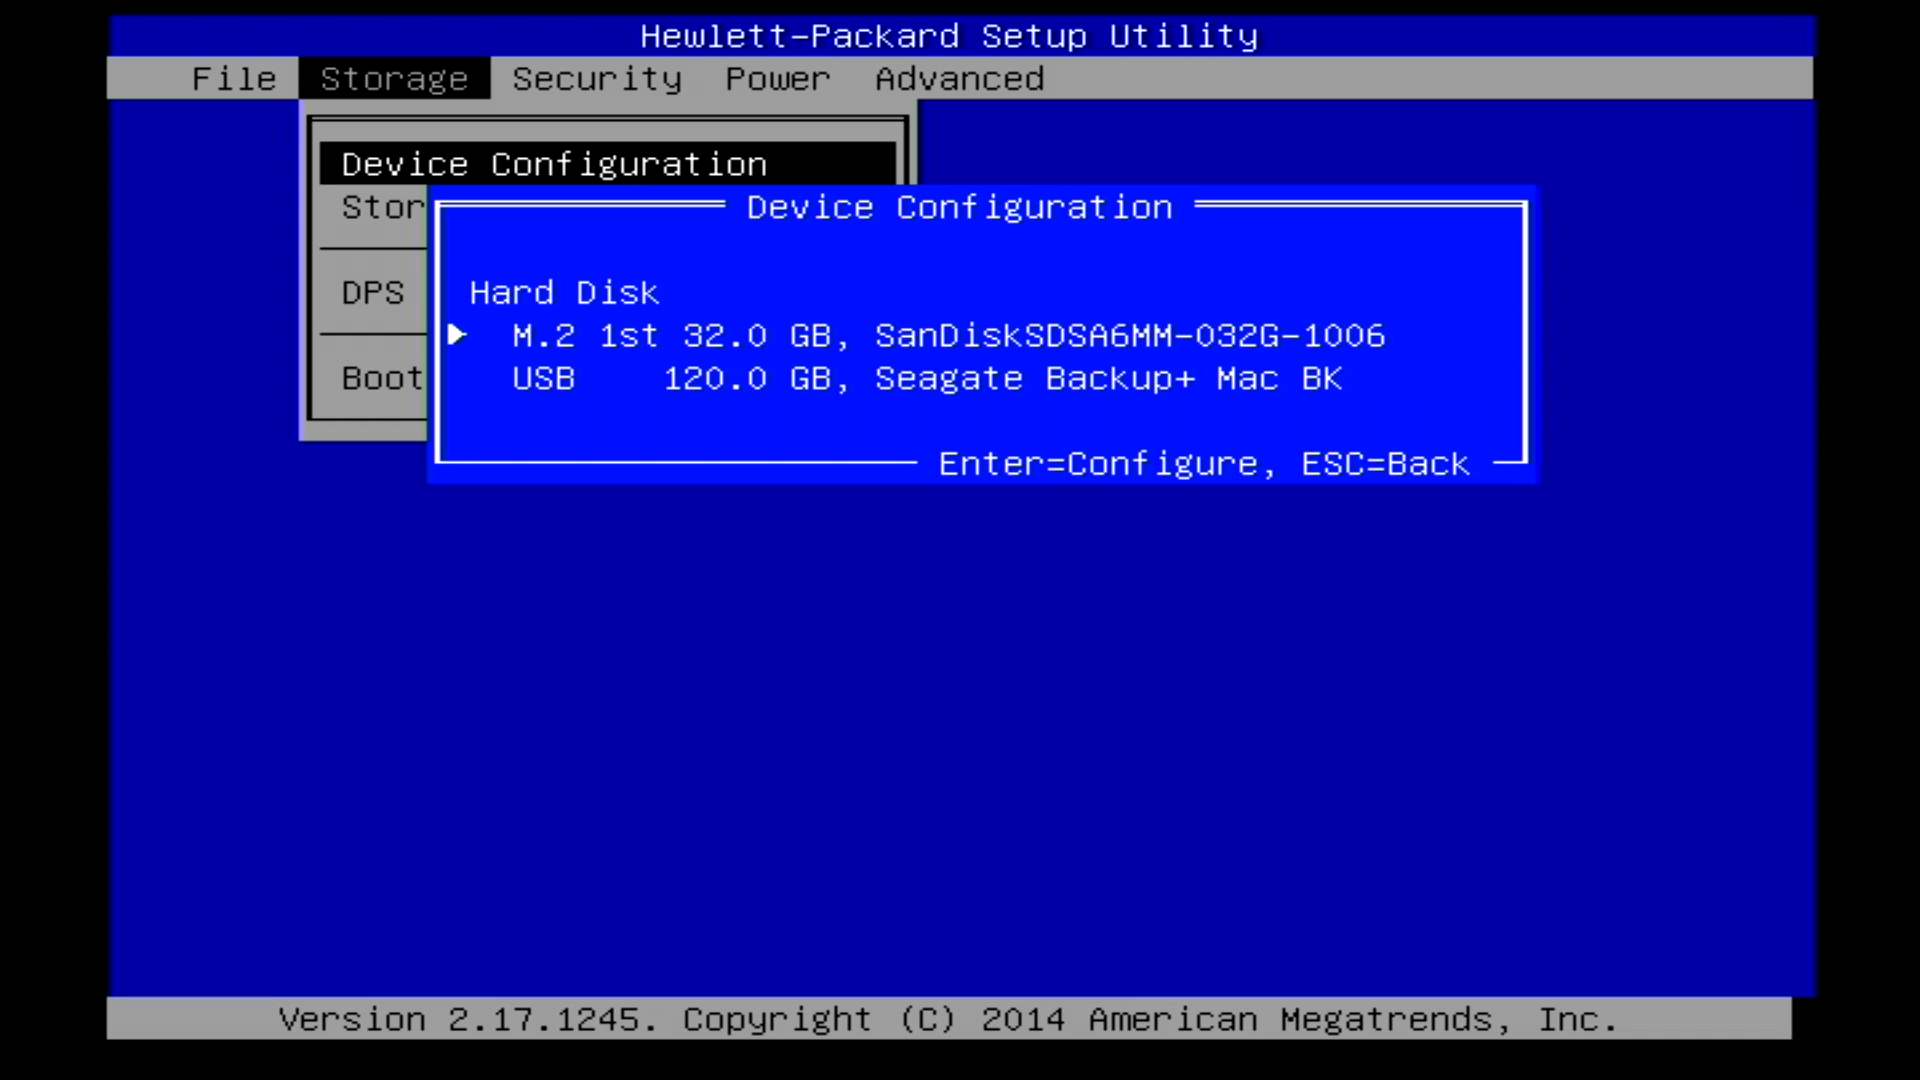 Hewlett-Packard Setup Utility
File Storage Security Power Advanced
Device Configuration
Stor
Device Configuration
DPS
Hard Disk
M.2 1st 32.0 GB, SanDiskSDSA6MM-032G-1006
Boot
USB 120.0 GB, Seagate Backup+ Mac BK
Enter=Configure, ESC=Back
Version 2.17.1245. Copyright (C) 2014 American Megatrends, Inc.